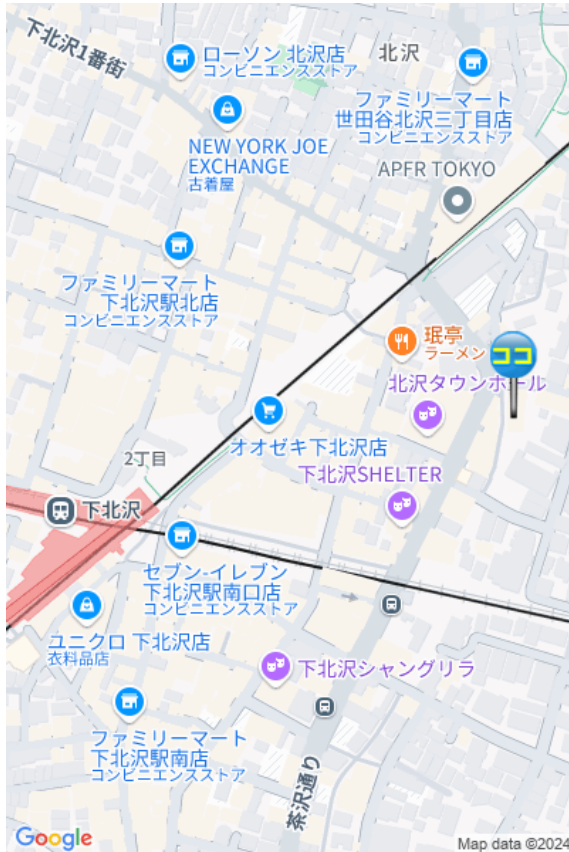 下北沢1番街
ローソン 北沢店
コンビニエンスストア
北沢
ファミリーマート
世田谷北沢三丁目店
コンビニエンスストア
NEW YORK JOE
EXCHANGE
古着屋
APFR TOKYO
ファミリーマート
下北沢駅北店
コンビニエンスストア
珉亭
ラーメン
ココ
北沢タウンホール
オオゼキ下北沢店
2丁目
下北沢SHELTER
下北沢
セブン-イレブン
下北沢駅南口店
コンビニエンスストア
ユニクロ 下北沢店
衣料品店
下北沢シャングリラ
ファミリーマート
下北沢駅南店
コンビニエンスストア
茶沢通り
Google
Map data ©2024